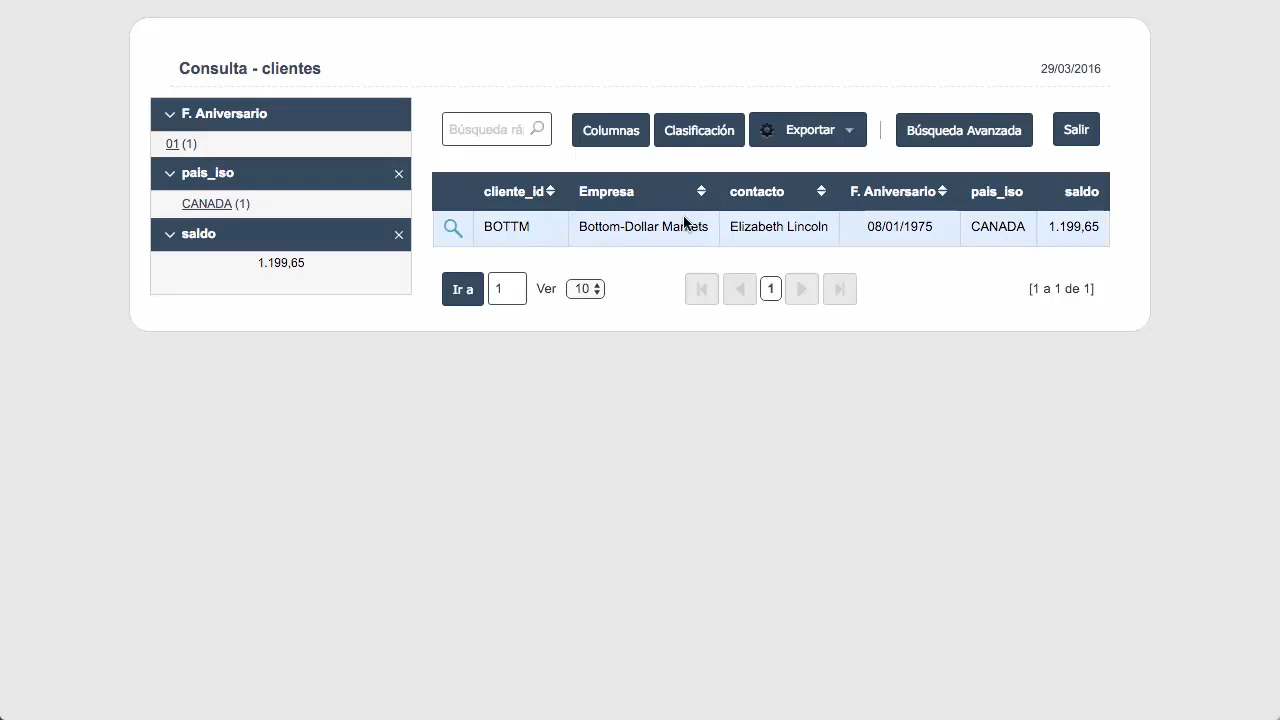 Consulta - clientes
29/03/2016
F. Aniversario
01 (1)
pais_iso
CANADA (1)
saldo
1.199,65
Búsqueda rá
Columnas
Clasificación
Exportar
Búsqueda Avanzada
Salir
cliente_id Empresa contacto F. Aniversario pais_iso saldo
BOTTM Bottom-Dollar Markets Elizabeth Lincoln 08/01/1975 CANADA 1.199,65
Ir a 1 Ver 10 1 [1 a 1 de 1]